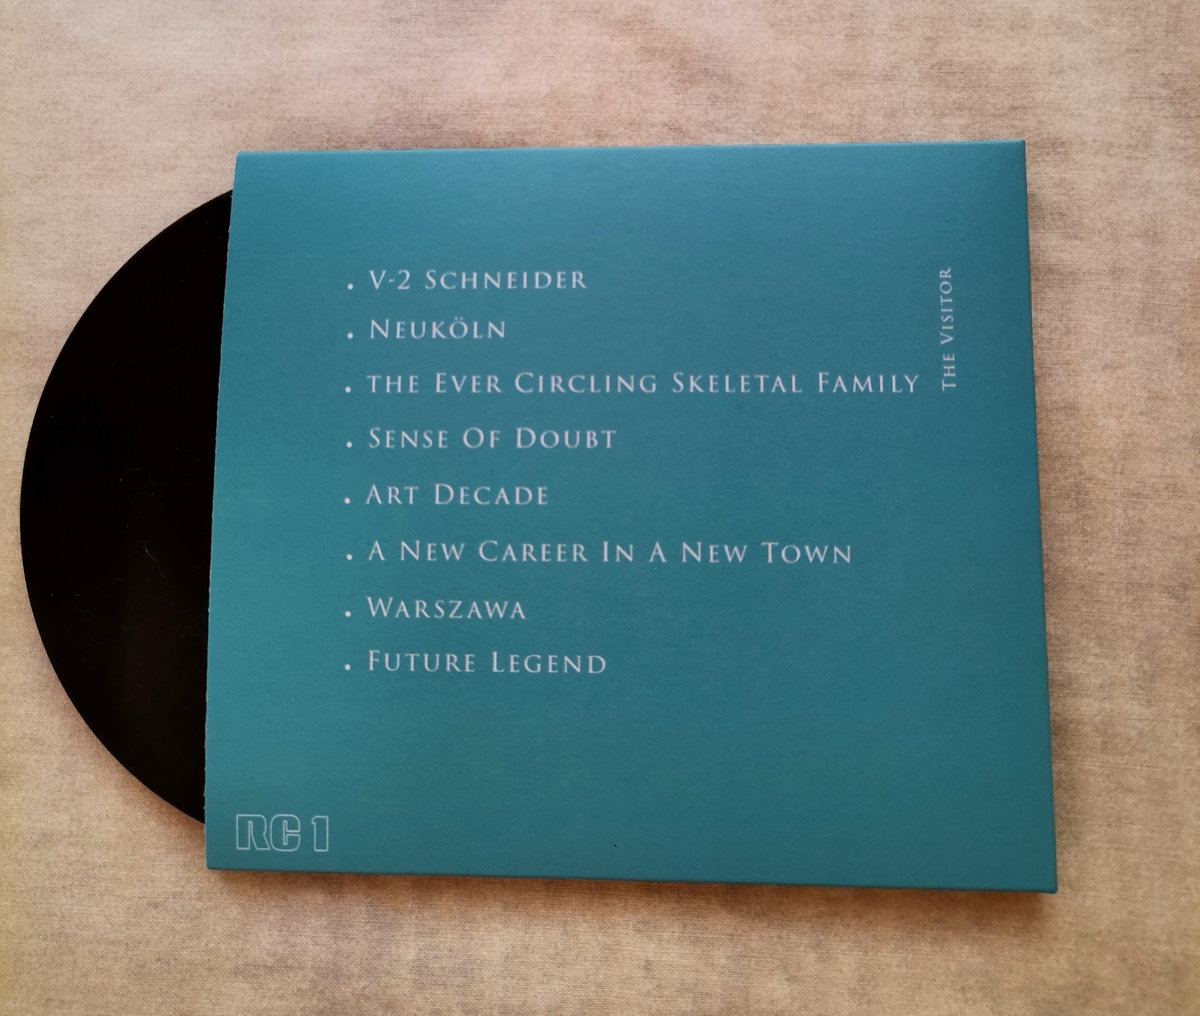 . V-2 Schneider
. Neuköln
. the Ever Circling Skeletal Family
. Sense Of Doubt
. Art Decade
. A New Career In A New Town
. Warszawa
. Future Legend
The Visitor
RC 1